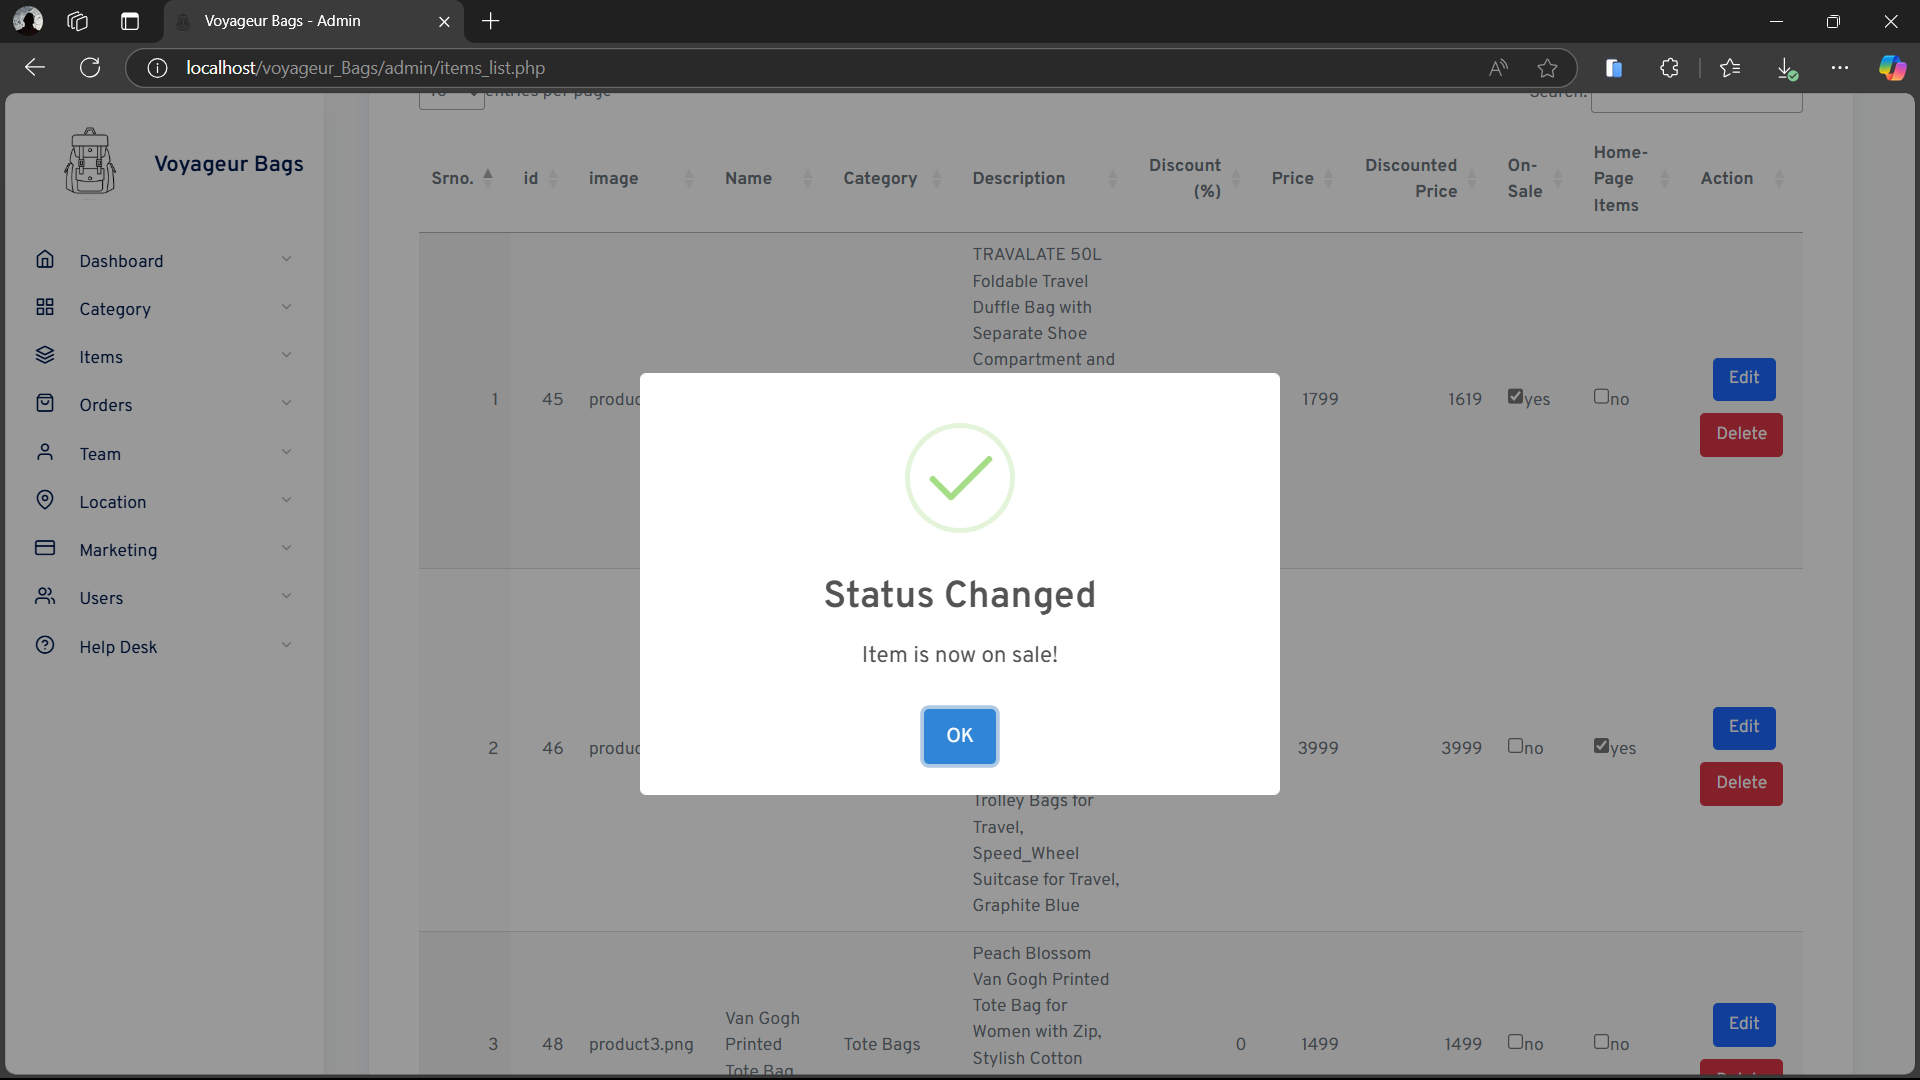 Voyageur Bags - Admin
localhost/voyageur_Bags/admin/items_list.php
entries per page
Search:
Voyageur Bags
Dashboard
Category
Items
Orders
Team
Location
Marketing
Users
Help Desk
Srno. id image Name Category Description Discount (%) Price Discounted Price On-Sale Home-Page Items Action
TRAVALATE 50L
Foldable Travel
Duffle Bag with
Separate Shoe
Compartment and
1 45 produc 1799 1619 yes no Edit
Delete
Status Changed
Item is now on sale!
OK
2 46 produc 3999 3999 no yes Edit
Delete
Trolley Bags for
Travel,
Speed_Wheel
Suitcase for Travel,
Graphite Blue
Peach Blossom
Van Gogh Printed
Tote Bag for
Women with Zip,
Stylish Cotton
Van Gogh
Printed
Tote Bag
3 48 product3.png Tote Bags 0 1499 1499 no no Edit